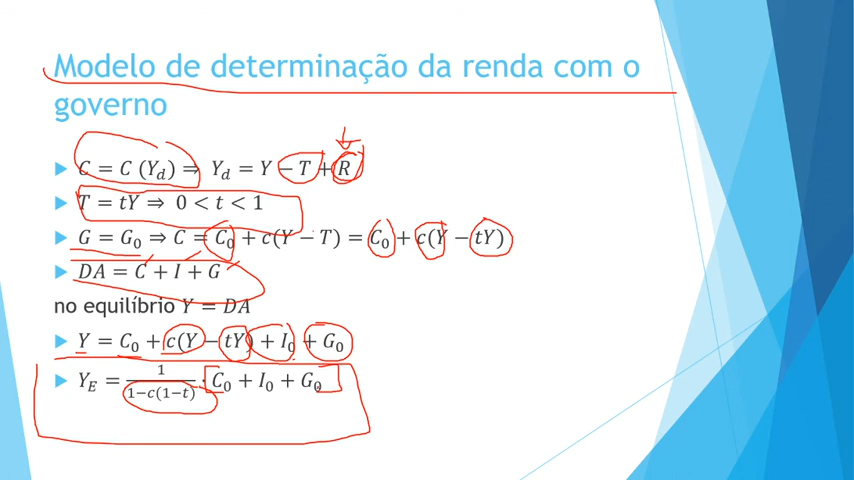 Modelo de determinação da renda com o
governo
C = C (Y_d) ⇒ Y_d = Y − T + R
T = tY ⇒ 0 < t < 1
G = G_0 ⇒ C = C_0 + c(Y − T) = C_0 + c(Y − tY)
DA = C + I + G
no equilíbrio Y = DA
Y = C_0 + c(Y − tY) + I_0 + G_0
Y_E = 1/(1−c(1−t)) · C_0 + I_0 + G_0